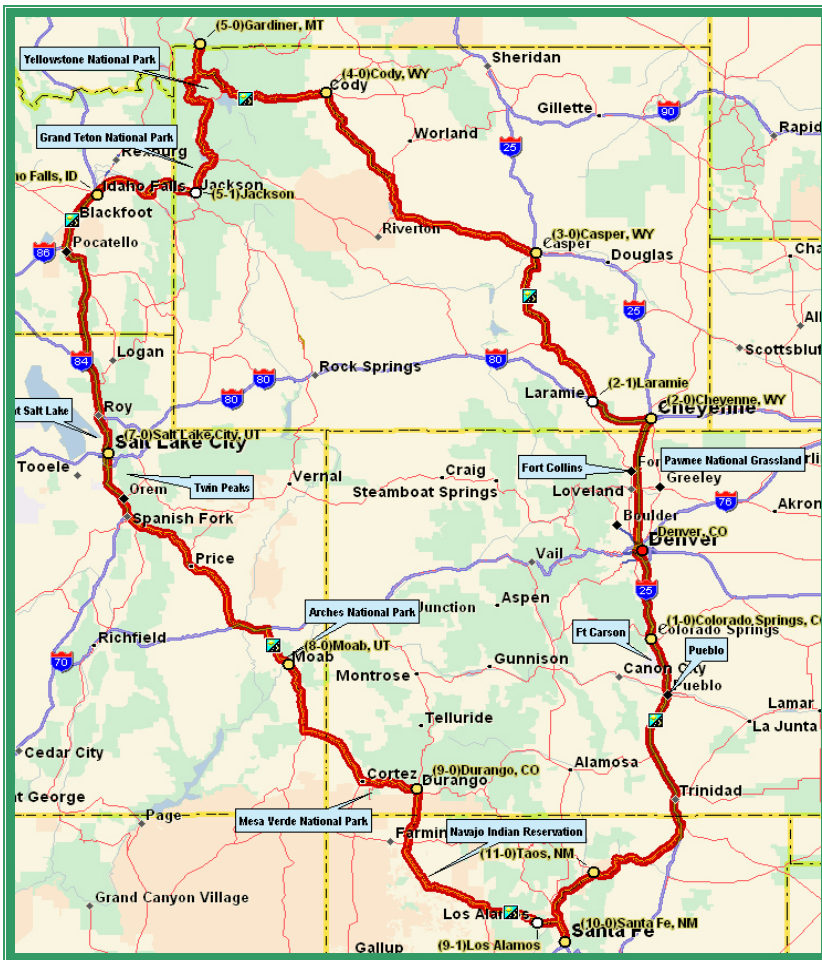 (5-0)Gardiner, MT
Yellowstone National Park
Sheridan
(4-0)Cody, WY
Cody
Gillette
90
Grand Teton National Park
Worland
25
Rapid
Rexburg
Idaho Falls
Jackson
(5-1)Jackson
o Falls, ID
Blackfoot
Pocatello
86
Riverton
(3-0)Casper, WY
Casper
Douglas
Cha
25
All
Logan
84
Rock Springs
80
80
80
Scottsbluff
Laramie
(2-1)Laramie
(2-0)Cheyenne, WY
Cheyenne
Roy
t Salt Lake
(7-0)Salt Lake City, UT
Salt Lake City
Tooele
Twin Peaks
Vernal
Craig
Steamboat Springs
Fort Collins
For
Pawnee National Grassland
rli
Greeley
Loveland
76
Akron
Orem
Spanish Fork
Boulder
Denver, CO
Denver
Price
Vail
Aspen
25
Arches National Park
Junction
(1-0)Colorado Springs, C
Colorado Springs
Ft Carson
Richfield
70
(8-0)Moab, UT
Moab
Montrose
Gunnison
Canon City
Pueblo
Pueblo
Lamar
La Junta
Telluride
Cedar City
Alamosa
Cortez
(9-0)Durango, CO
Durango
Trinidad
nt George
Page
Mesa Verde National Park
Farmin
Navajo Indian Reservation
(11-0)Taos, NM
Grand Canyon Village
Los Alamos
(10-0)Santa Fe, NM
Santa Fe
(9-1)Los Alamos
Gallup